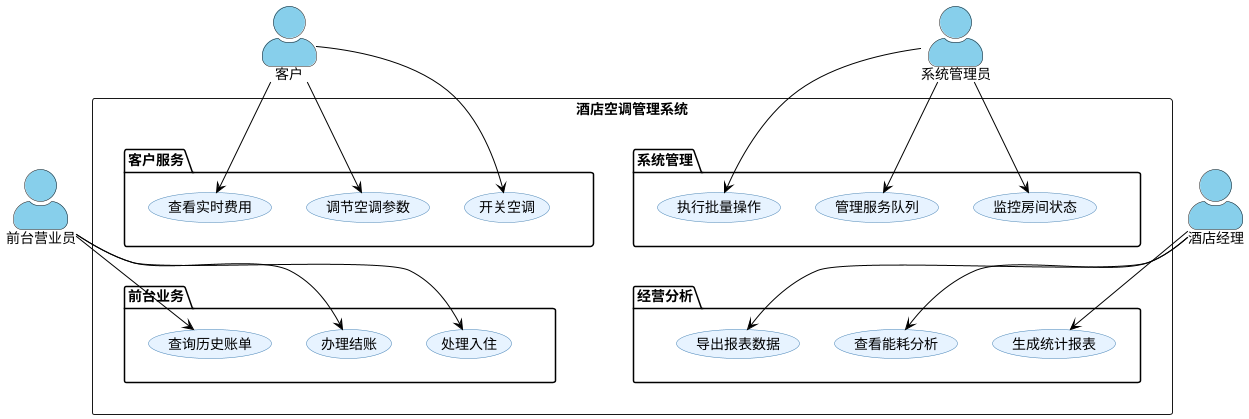 客户
系统管理员
酒店空调管理系统
客户服务
查看实时费用
调节空调参数
开关空调
系统管理
执行批量操作
管理服务队列
监控房间状态
前台营业员
酒店经理
前台业务
查询历史账单
办理结账
处理入住
经营分析
导出报表数据
查看能耗分析
生成统计报表